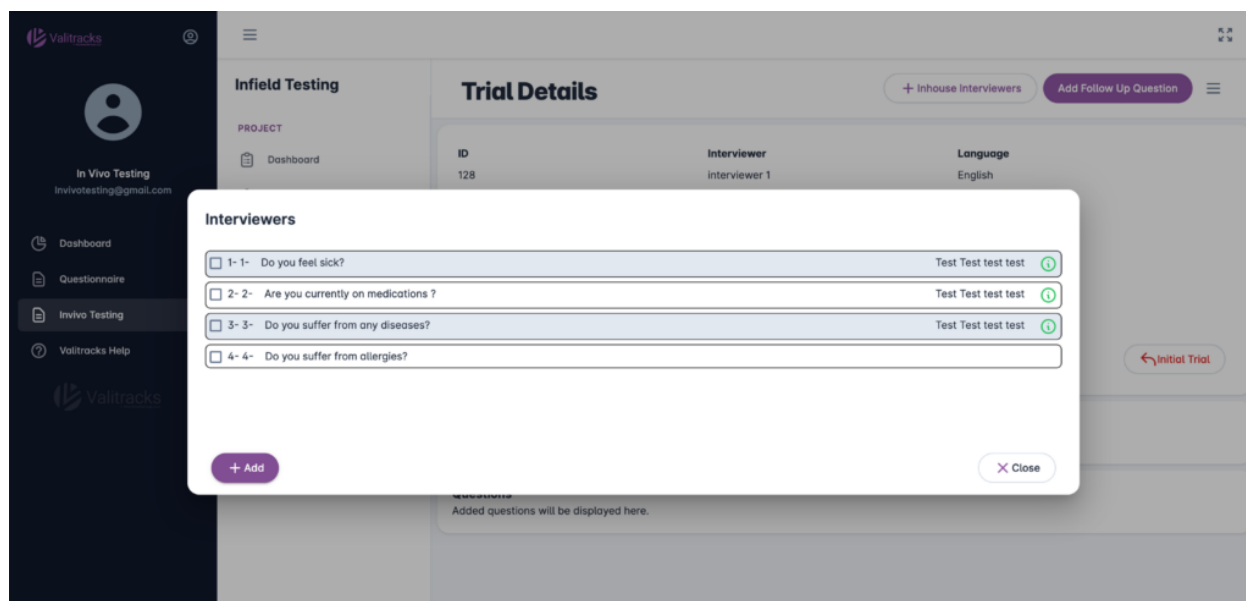 Valitracks
Infield Testing
Trial Details
+ Inhouse Interviewers
Add Follow Up Question
PROJECT
Dashboard
ID
Interviewer
Language
128
interviewer 1
English
In Vivo Testing
Invivotesting@gmail.com
Dashboard
Questionnaire
Invivo Testing
Valitracks Help
Valitracks
Interviewers
1- 1- Do you feel sick? Test Test test test
2- 2- Are you currently on medications ? Test Test test test
3- 3- Do you suffer from any diseases? Test Test test test
4- 4- Do you suffer from allergies?
Initial Trial
+ Add
Close
Questions
Added questions will be displayed here.